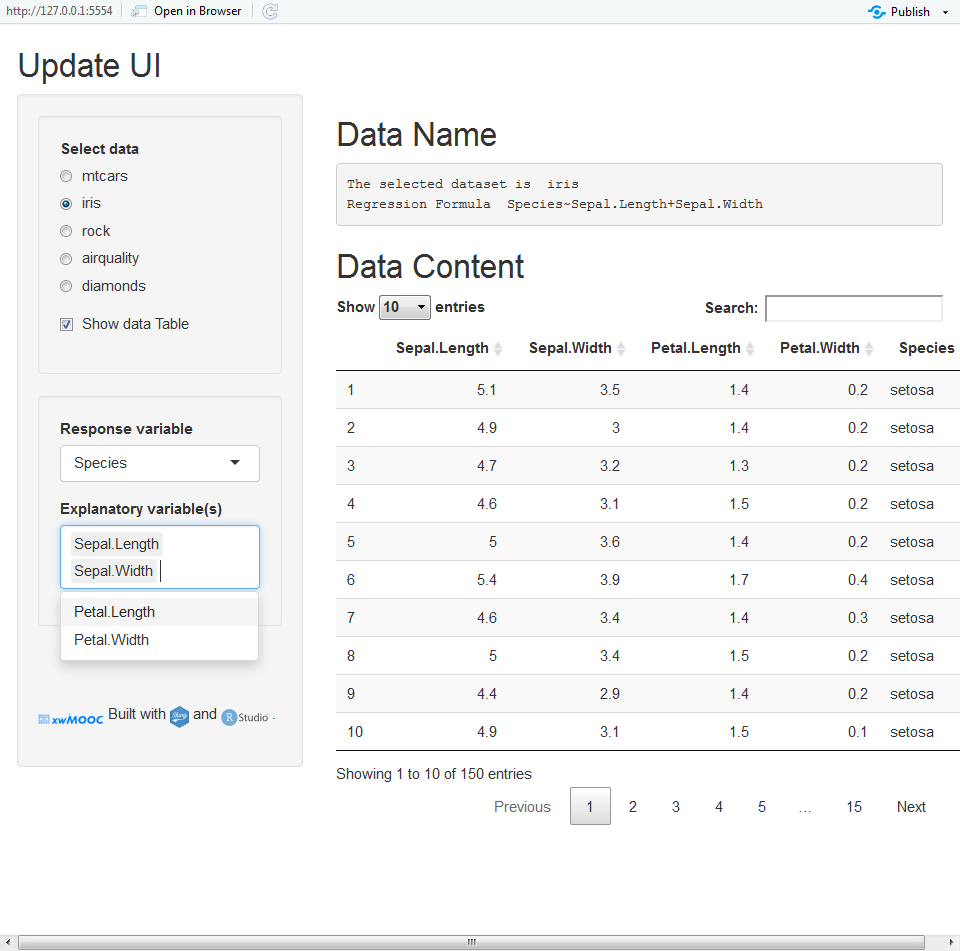 http://127.0.0.1:5554 Open in Browser Publish
Update UI
Select data
mtcars
iris
rock
airquality
diamonds
Show data Table
Response variable
Species
Explanatory variable(s)
Sepal.Length
Sepal.Width
Petal.Length
Petal.Width
xwMOOC Built with Shiny and R Studio .
Data Name
The selected dataset is iris
Regression Formula Species~Sepal.Length+Sepal.Width
Data Content
Show 10 entries Search:
Sepal.Length Sepal.Width Petal.Length Petal.Width Species
1 5.1 3.5 1.4 0.2 setosa
2 4.9 3 1.4 0.2 setosa
3 4.7 3.2 1.3 0.2 setosa
4 4.6 3.1 1.5 0.2 setosa
5 5 3.6 1.4 0.2 setosa
6 5.4 3.9 1.7 0.4 setosa
7 4.6 3.4 1.4 0.3 setosa
8 5 3.4 1.5 0.2 setosa
9 4.4 2.9 1.4 0.2 setosa
10 4.9 3.1 1.5 0.1 setosa
Showing 1 to 10 of 150 entries
Previous 1 2 3 4 5 … 15 Next